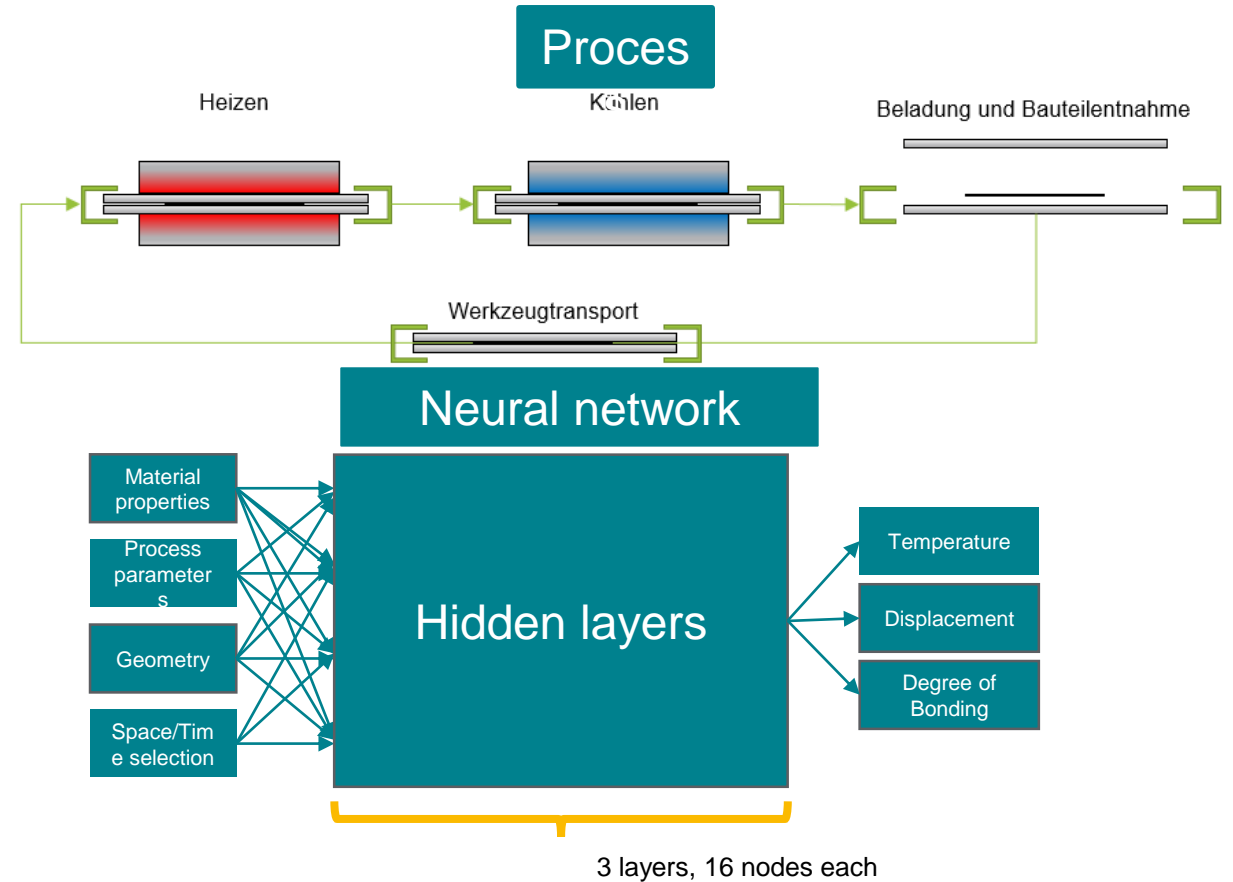 Proces
Heizen
Kühlen
Beladung und Bauteilentnahme
Werkzeugtransport
Neural network
Material
properties
Process
parameter
s
Geometry
Space/Tim
e selection
Hidden layers
Temperature
Displacement
Degree of
Bonding
3 layers, 16 nodes each